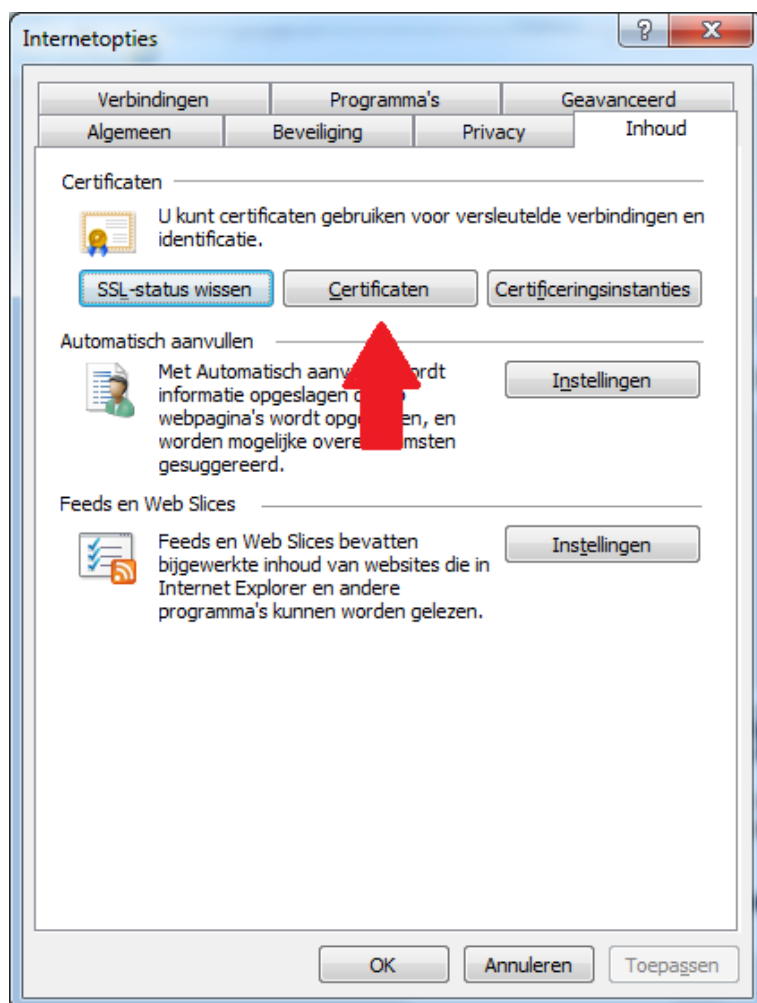 Internetopties
Verbindingen Programma's Geavanceerd
Algemeen Beveiliging Privacy Inhoud
Certificaten
U kunt certificaten gebruiken voor versleutelde verbindingen en
identificatie.
SSL-status wissen Certificaten Certificeringsinstanties
Automatisch aanvullen
Met Automatisch
informatie opgeslagen
webpagina's wordt en
worden mogelijke
gesuggereerd.
Instellingen
Feeds en Web Slices
Feeds en Web Slices bevatten
bijgewerkte inhoud van websites die in
Internet Explorer en andere
programma's kunnen worden gelezen.
Instellingen
OK Annuleren Toepassen